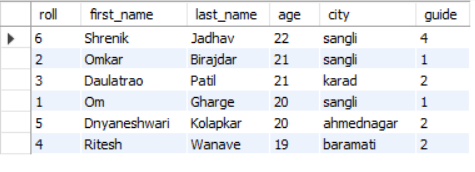 roll first_name last_name age city guide
6 Shrenik Jadhav 22 sangli 4
2 Omkar Birajdar 21 sangli 1
3 Daulatrao Patil 21 karad 2
1 Om Gharge 20 sangli 1
5 Dnyaneshwari Kolapkar 20 ahmednagar 2
4 Ritesh Wanave 19 baramati 2